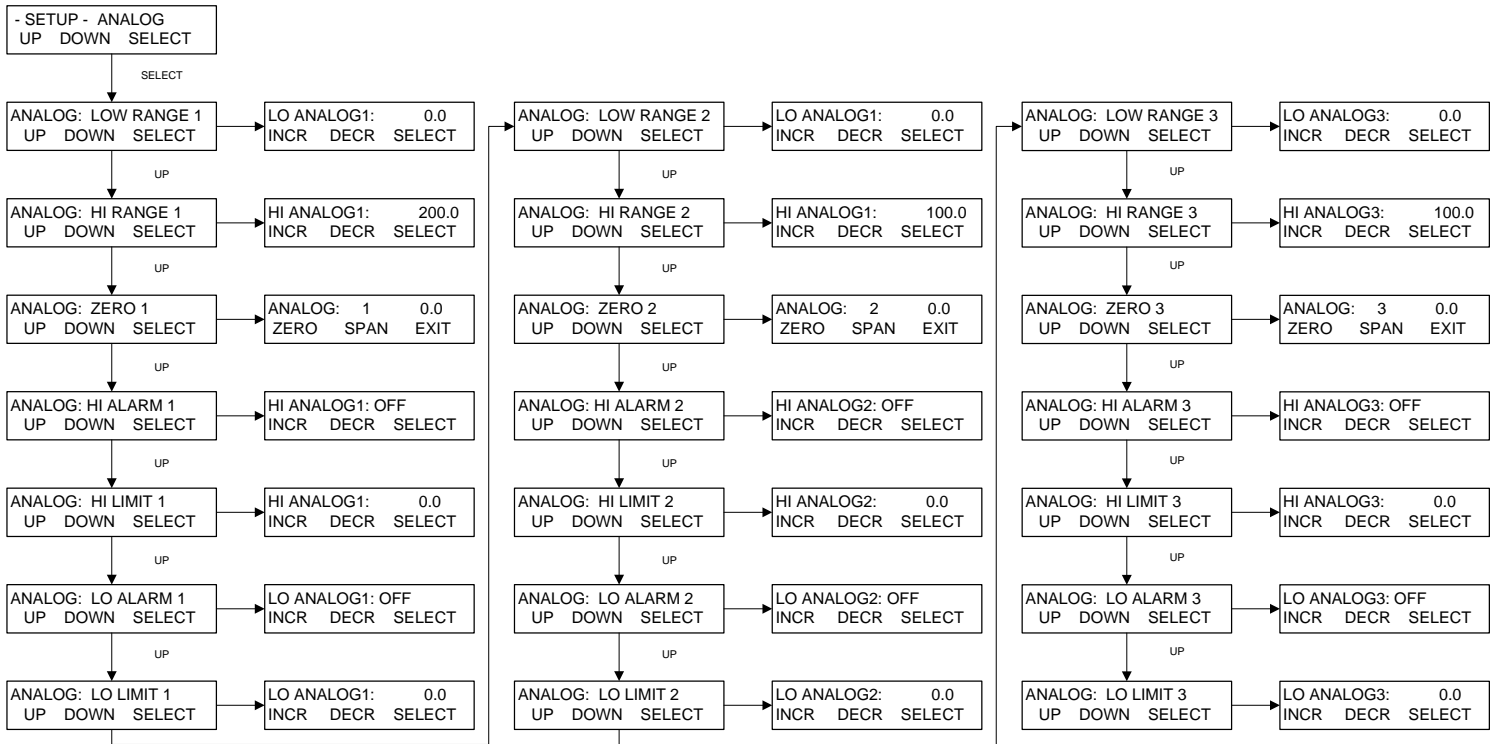 - SETUP - ANALOG
UP DOWN SELECT
SELECT
ANALOG: LOW RANGE 1
UP DOWN SELECT
LO ANALOG1: 0.0
INCR DECR SELECT
UP
ANALOG: HI RANGE 1
UP DOWN SELECT
HI ANALOG1: 200.0
INCR DECR SELECT
UP
ANALOG: ZERO 1
UP DOWN SELECT
ANALOG: 1 0.0
ZERO SPAN EXIT
UP
ANALOG: HI ALARM 1
UP DOWN SELECT
HI ANALOG1: OFF
INCR DECR SELECT
UP
ANALOG: HI LIMIT 1
UP DOWN SELECT
HI ANALOG1: 0.0
INCR DECR SELECT
UP
ANALOG: LO ALARM 1
UP DOWN SELECT
LO ANALOG1: OFF
INCR DECR SELECT
UP
ANALOG: LO LIMIT 1
UP DOWN SELECT
LO ANALOG1: 0.0
INCR DECR SELECT
ANALOG: LOW RANGE 2
UP DOWN SELECT
LO ANALOG1: 0.0
INCR DECR SELECT
UP
ANALOG: HI RANGE 2
UP DOWN SELECT
HI ANALOG1: 100.0
INCR DECR SELECT
UP
ANALOG: ZERO 2
UP DOWN SELECT
ANALOG: 2 0.0
ZERO SPAN EXIT
UP
ANALOG: HI ALARM 2
UP DOWN SELECT
HI ANALOG2: OFF
INCR DECR SELECT
UP
ANALOG: HI LIMIT 2
UP DOWN SELECT
HI ANALOG2: 0.0
INCR DECR SELECT
UP
ANALOG: LO ALARM 2
UP DOWN SELECT
LO ANALOG2: OFF
INCR DECR SELECT
UP
ANALOG: LO LIMIT 2
UP DOWN SELECT
LO ANALOG2: 0.0
INCR DECR SELECT
ANALOG: LOW RANGE 3
UP DOWN SELECT
LO ANALOG3: 0.0
INCR DECR SELECT
UP
ANALOG: HI RANGE 3
UP DOWN SELECT
HI ANALOG3: 100.0
INCR DECR SELECT
UP
ANALOG: ZERO 3
UP DOWN SELECT
ANALOG: 3 0.0
ZERO SPAN EXIT
UP
ANALOG: HI ALARM 3
UP DOWN SELECT
HI ANALOG3: OFF
INCR DECR SELECT
UP
ANALOG: HI LIMIT 3
UP DOWN SELECT
HI ANALOG3: 0.0
INCR DECR SELECT
UP
ANALOG: LO ALARM 3
UP DOWN SELECT
LO ANALOG3: OFF
INCR DECR SELECT
UP
ANALOG: LO LIMIT 3
UP DOWN SELECT
LO ANALOG3: 0.0
INCR DECR SELECT